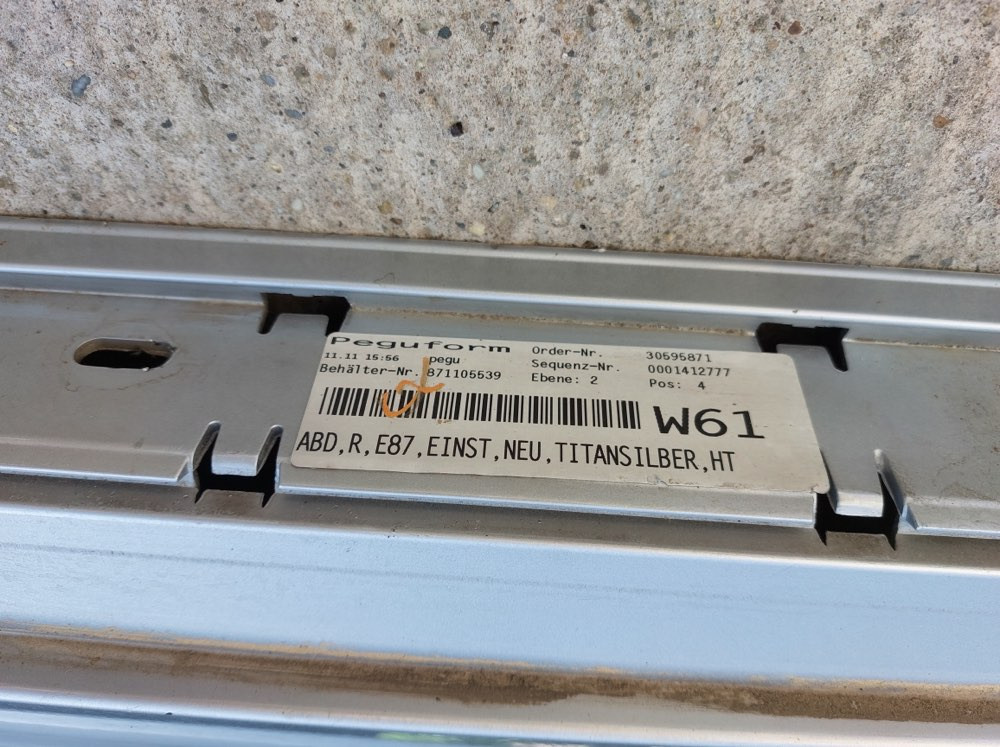 Peguform Order-Nr. 30595871
11.11 15:56 pegu Sequenz-Nr. 0001412777
Behälter-Nr. 871105539 Ebene: 2 Pos: 4
W61
ABD,R,E87,EINST,NEU,TITANSILBER,HT